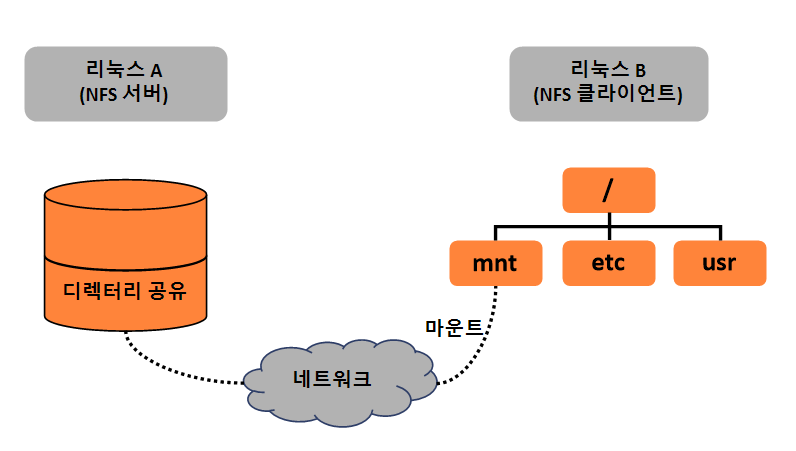 리눅스 A
(NFS 서버)
리눅스 B
(NFS 클라이언트)
/
mnt
etc
usr
디렉터리 공유
마운트
네트워크